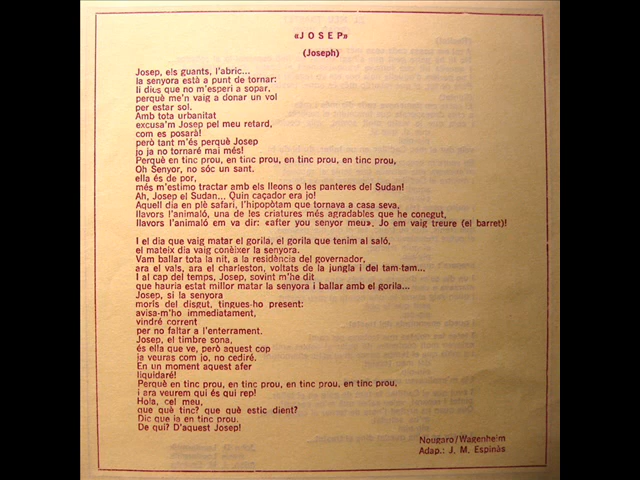 «JOSEP»
(Joseph)
Josep, els guants, l'abric...
la senyora està a punt de tornar:
li dius que no m'esperi a sopar,
perquè me'n vaig a donar un vol
per estar sol.
Amb tota urbanitat
excusa'm Josep pel meu retard,
com es posarà!
però tant m'és perquè Josep
jo ja no tornaré mai més!
Perquè en tinc prou, en tinc prou, en tinc prou,
Oh Senyor, no sóc un sant.
ella és de por,
més m'estimo tractar amb els lleons o les panteres del Sudan!
Ah, Josep el Sudan... Quin caçador era jo!
Aquell dia en plè safari, l'hipopòtam que tornava a casa seva,
llavors l'animaló, una de les criatures més agradables que he conegut,
llavors l'animaló em va dir: «after you senyor meu». Jo em vaig treure (el barret)!
I el dia que vaig matar el gorila, el gorila que tenim al saló,
el mateix dia vaig conèixer la senyora.
Vam ballar tota la nit, a la residència del governador,
ara el vals, ara el charleston, voltats de la jungla i del tam-tam...
I al cap del temps, Josep, sovint m'he dit
que hauria estat millor matar la senyora i ballar amb el gorila...
Josep, si la senyora
morís del disgut, tingues-ho present:
avisa-m'ho immediatament,
vindré corrent
per no faltar a l'enterrament.
Josep, el timbre sona,
és ella que ve, però aquest cop
ja veuras com jo, no cediré.
En un moment aquest afer
liquidaré!
Perquè en tinc prou, en tinc prou, en tinc prou,
i ara veurem qui és qui rep!
Hola, cel meu,
que què tinc? que què estic dient?
Dic que ja en tinc prou.
De qui? D'aquest Josep!
Nougaro/Wagenheim
Adap.: J. M. Espinàs